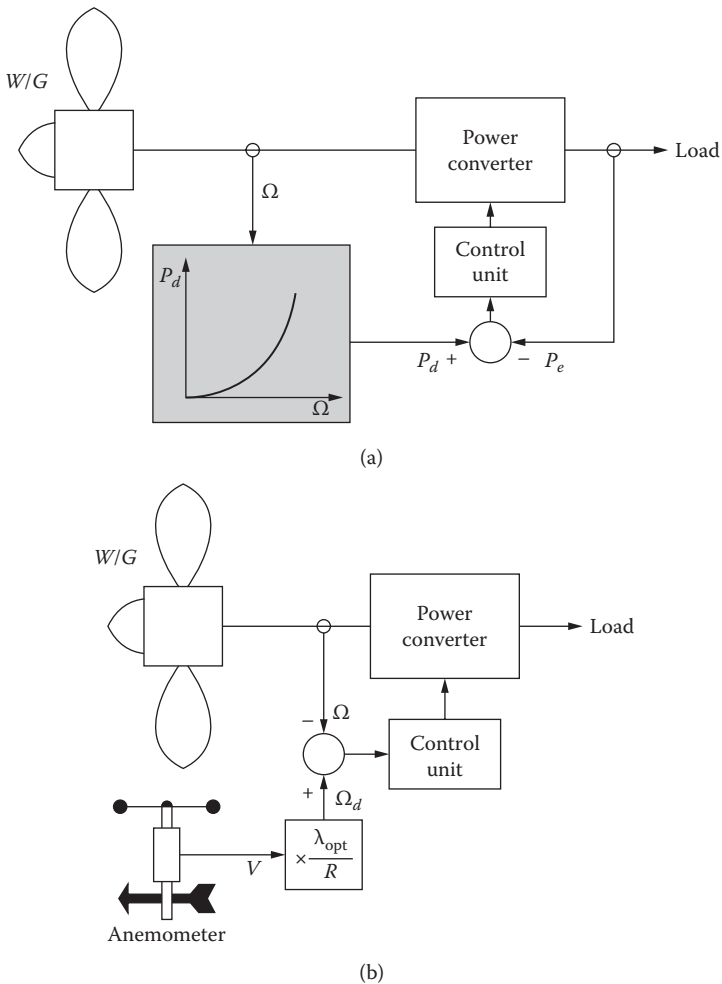 W/G
Power
converter
Load
Ω
P_d
Control
unit
Ω
P_d + − P_e
(a)
W/G
Power
converter
Load
− Ω
Control
unit
+ Ω_d
× λ_opt / R
V
Anemometer
(b)